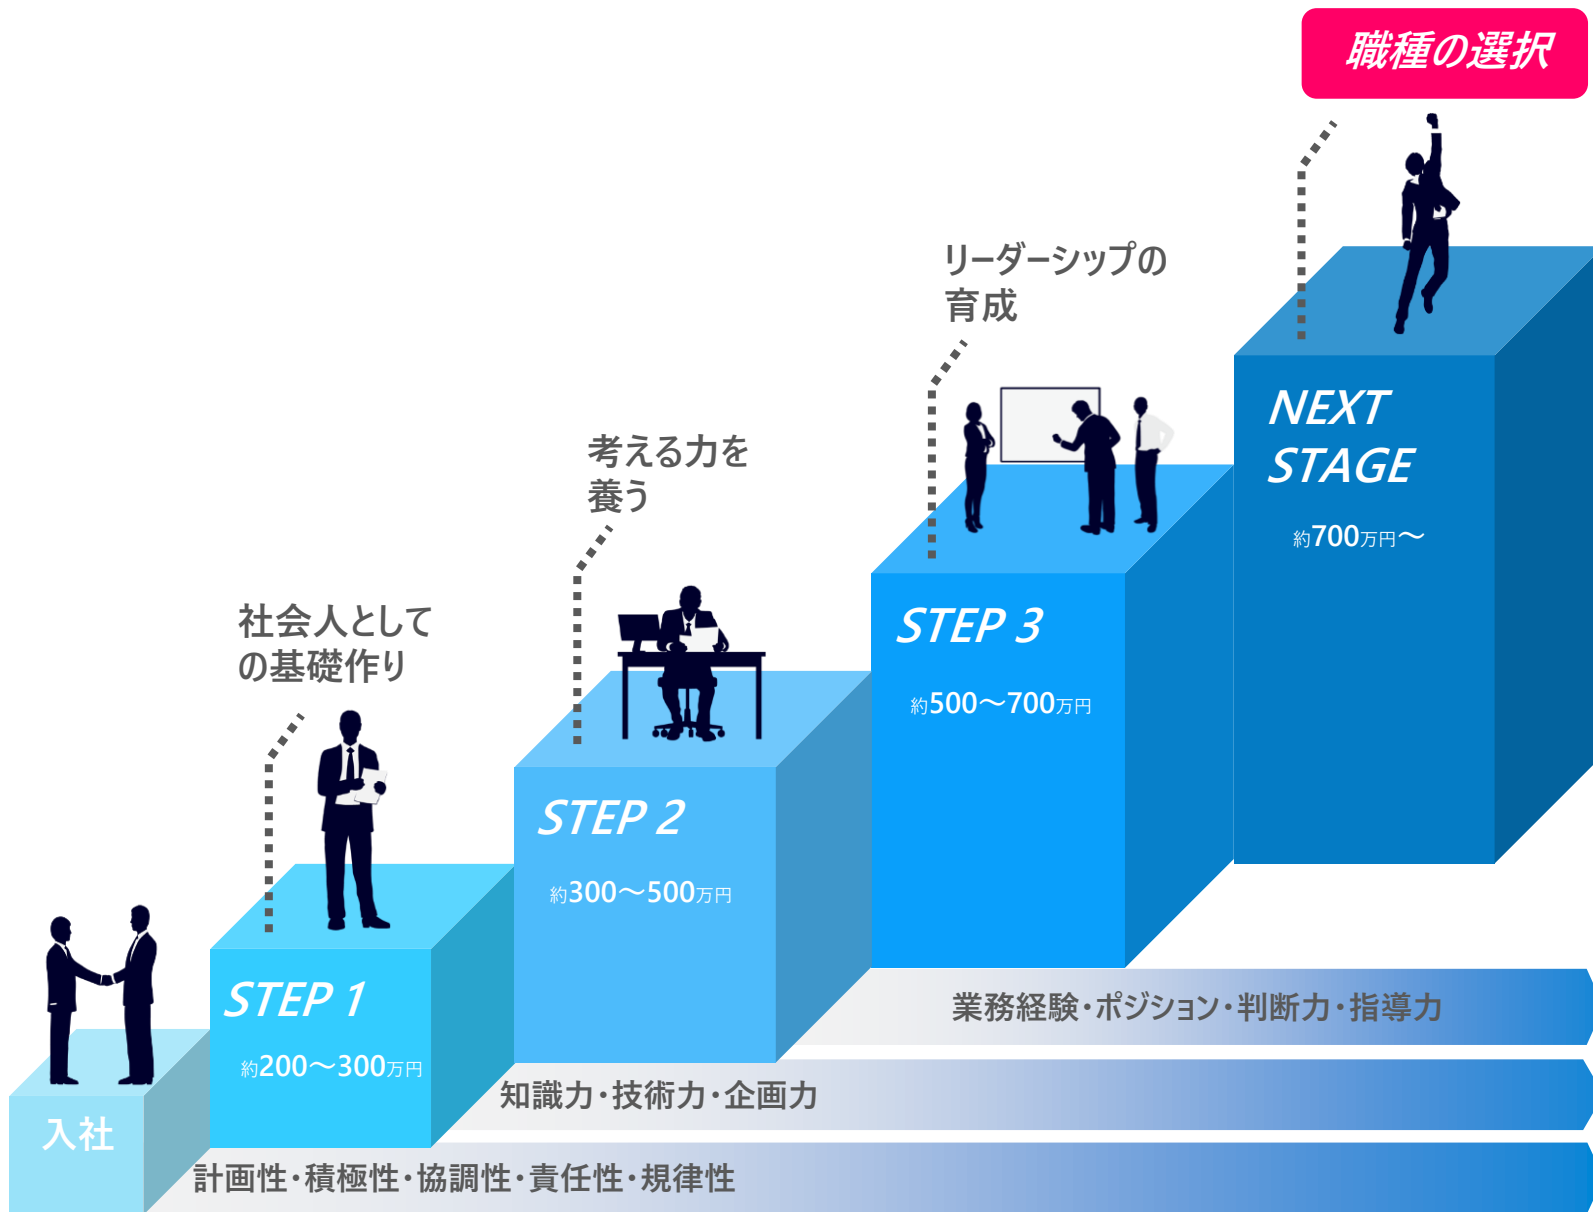 職種の選択
リーダーシップの
育成
NEXT
STAGE
約700万円～
考える力を
養う
STEP 3
約500～700万円
社会人として
の基礎作り
STEP 2
約300～500万円
STEP 1
約200～300万円
入社
業務経験・ポジション・判断力・指導力
知識力・技術力・企画力
計画性・積極性・協調性・責任性・規律性